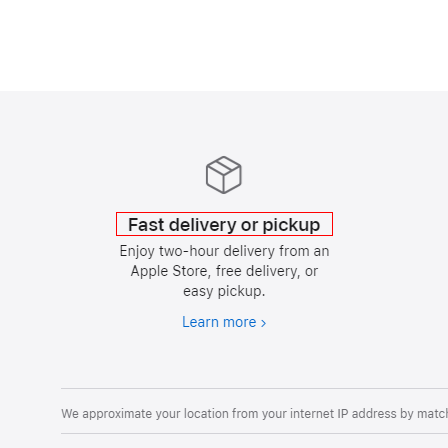 Fast delivery or pickup
Enjoy two-hour delivery from an
Apple Store, free delivery, or
easy pickup.
Learn more >
We approximate your location from your internet IP address by